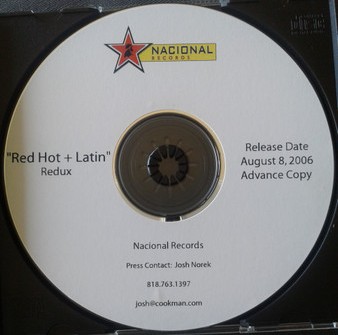 NACIONAL
RECORDS
"Red Hot + Latin"
Redux
Release Date
August 8, 2006
Advance Copy
Nacional Records
Press Contact: Josh Norek
818.763.1397
josh@cookman.com